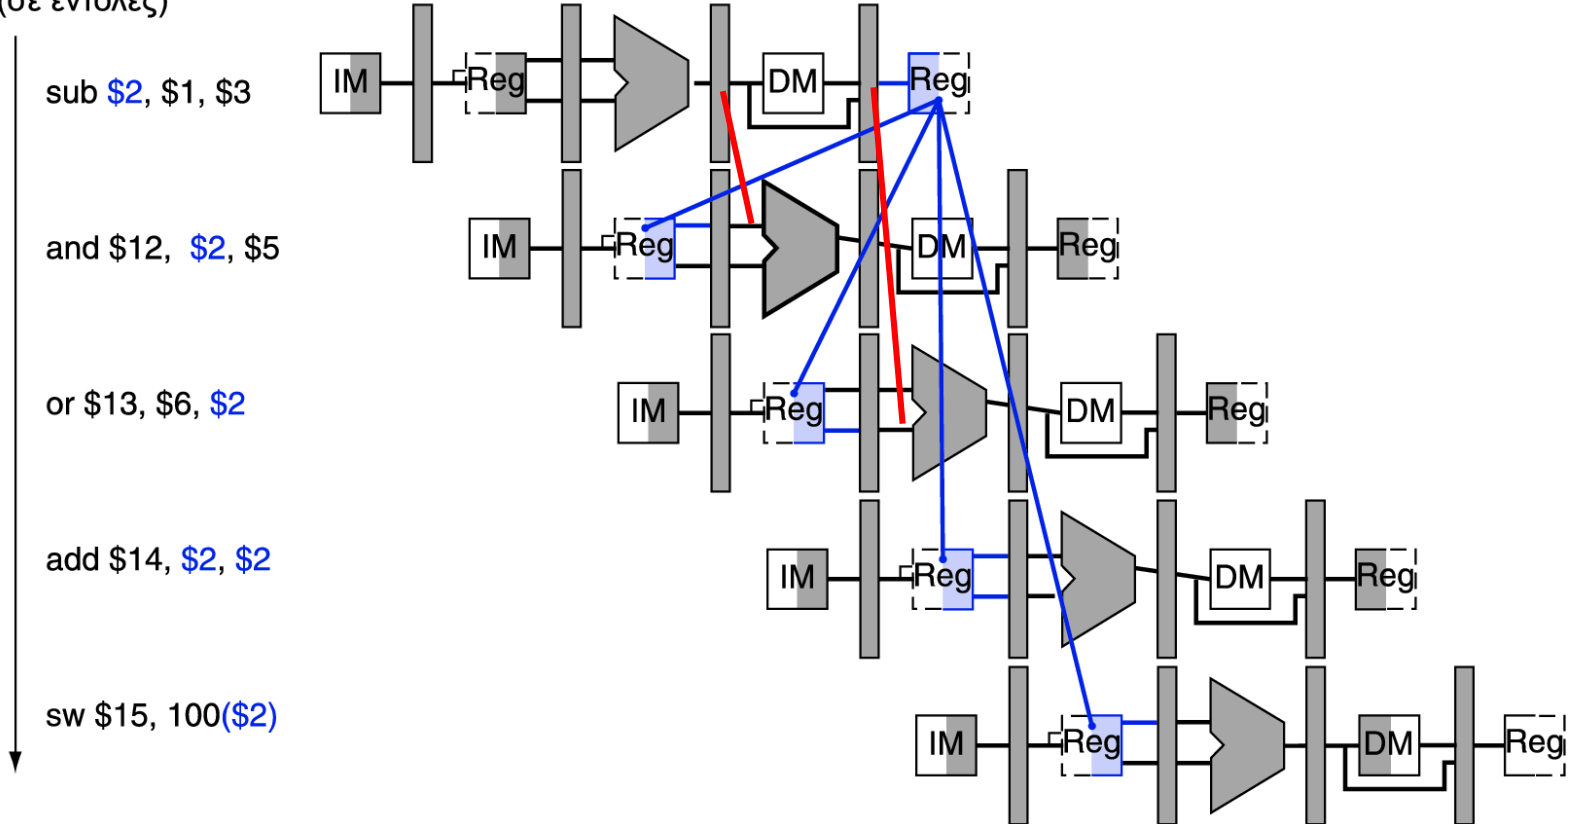 (σε εντολές)
sub $2, $1, $3
IM Reg DM Reg
and $12, $2, $5
IM Reg DM Reg
or $13, $6, $2
IM Reg DM Reg
add $14, $2, $2
IM Reg DM Reg
sw $15, 100($2)
IM Reg DM Reg